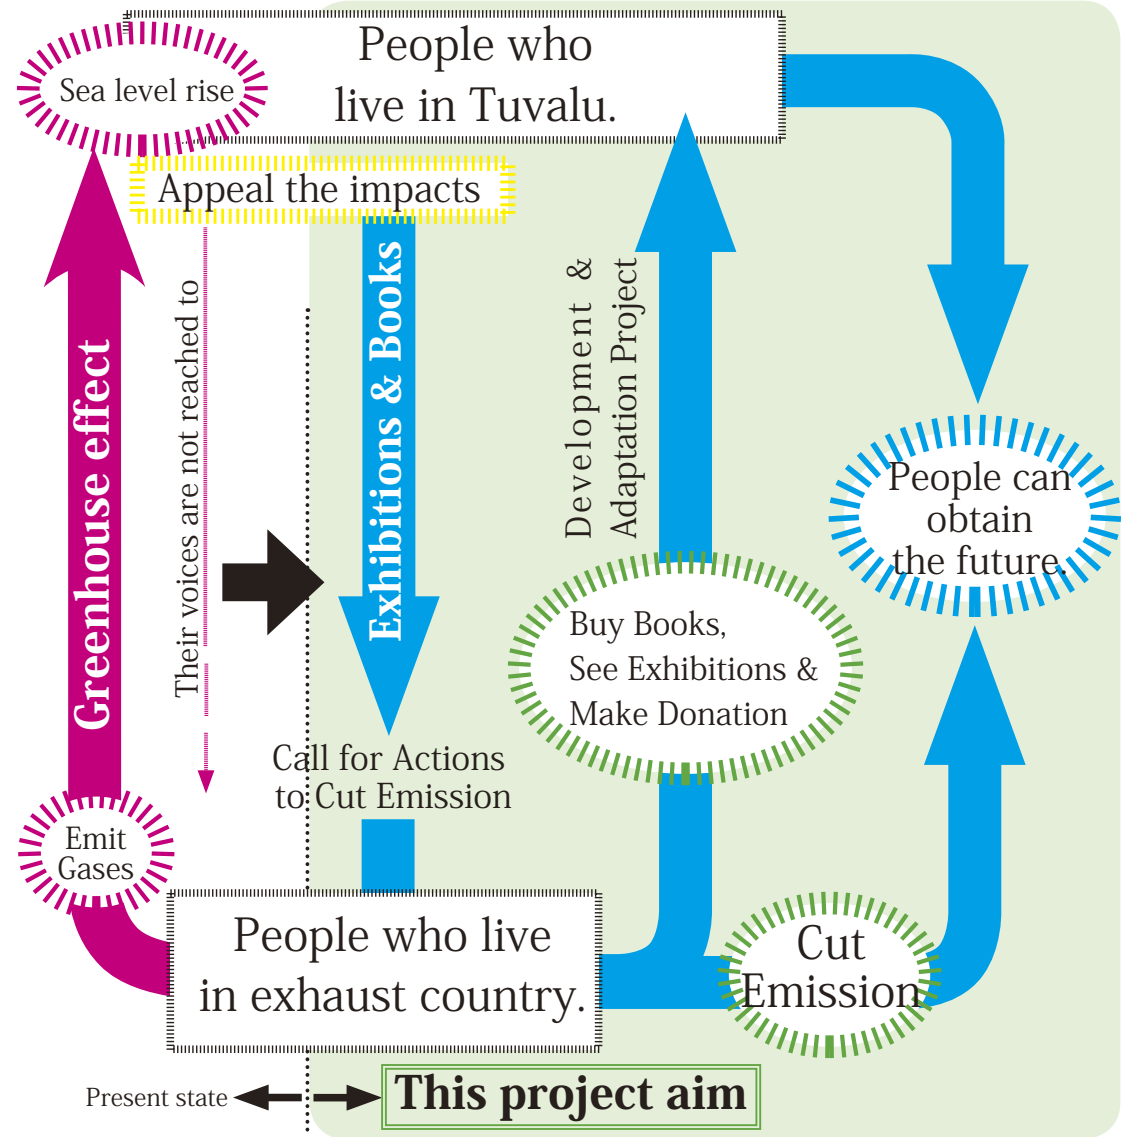 People who
live in Tuvalu.
Sea level rise
Appeal the impacts
Greenhouse effect
Their voices are not reached to
Exhibitions & Books
Development &
Adaptation Project
People can
obtain
the future.
Buy Books,
See Exhibitions &
Make Donation
Call for Actions
to Cut Emission
Emit
Gases
People who live
in exhaust country.
Cut
Emission
Present state
This project aim